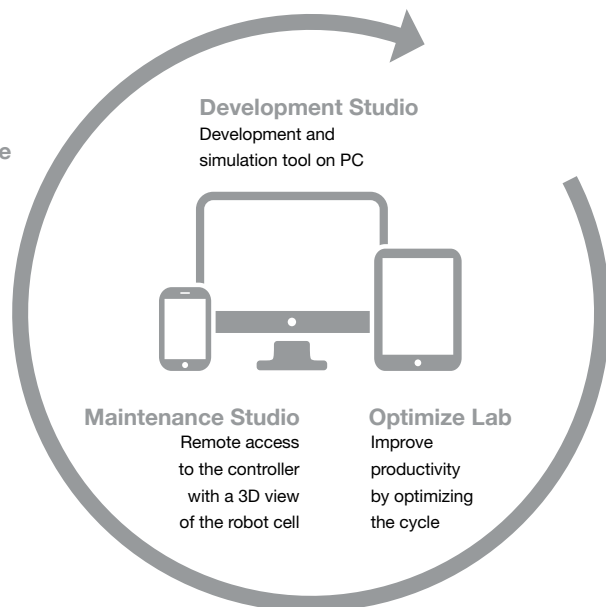 Development Studio
Development and
simulation tool on PC
Maintenance Studio
Remote access
to the controller
with a 3D view
of the robot cell
Optimize Lab
Improve
productivity
by optimizing
the cycle